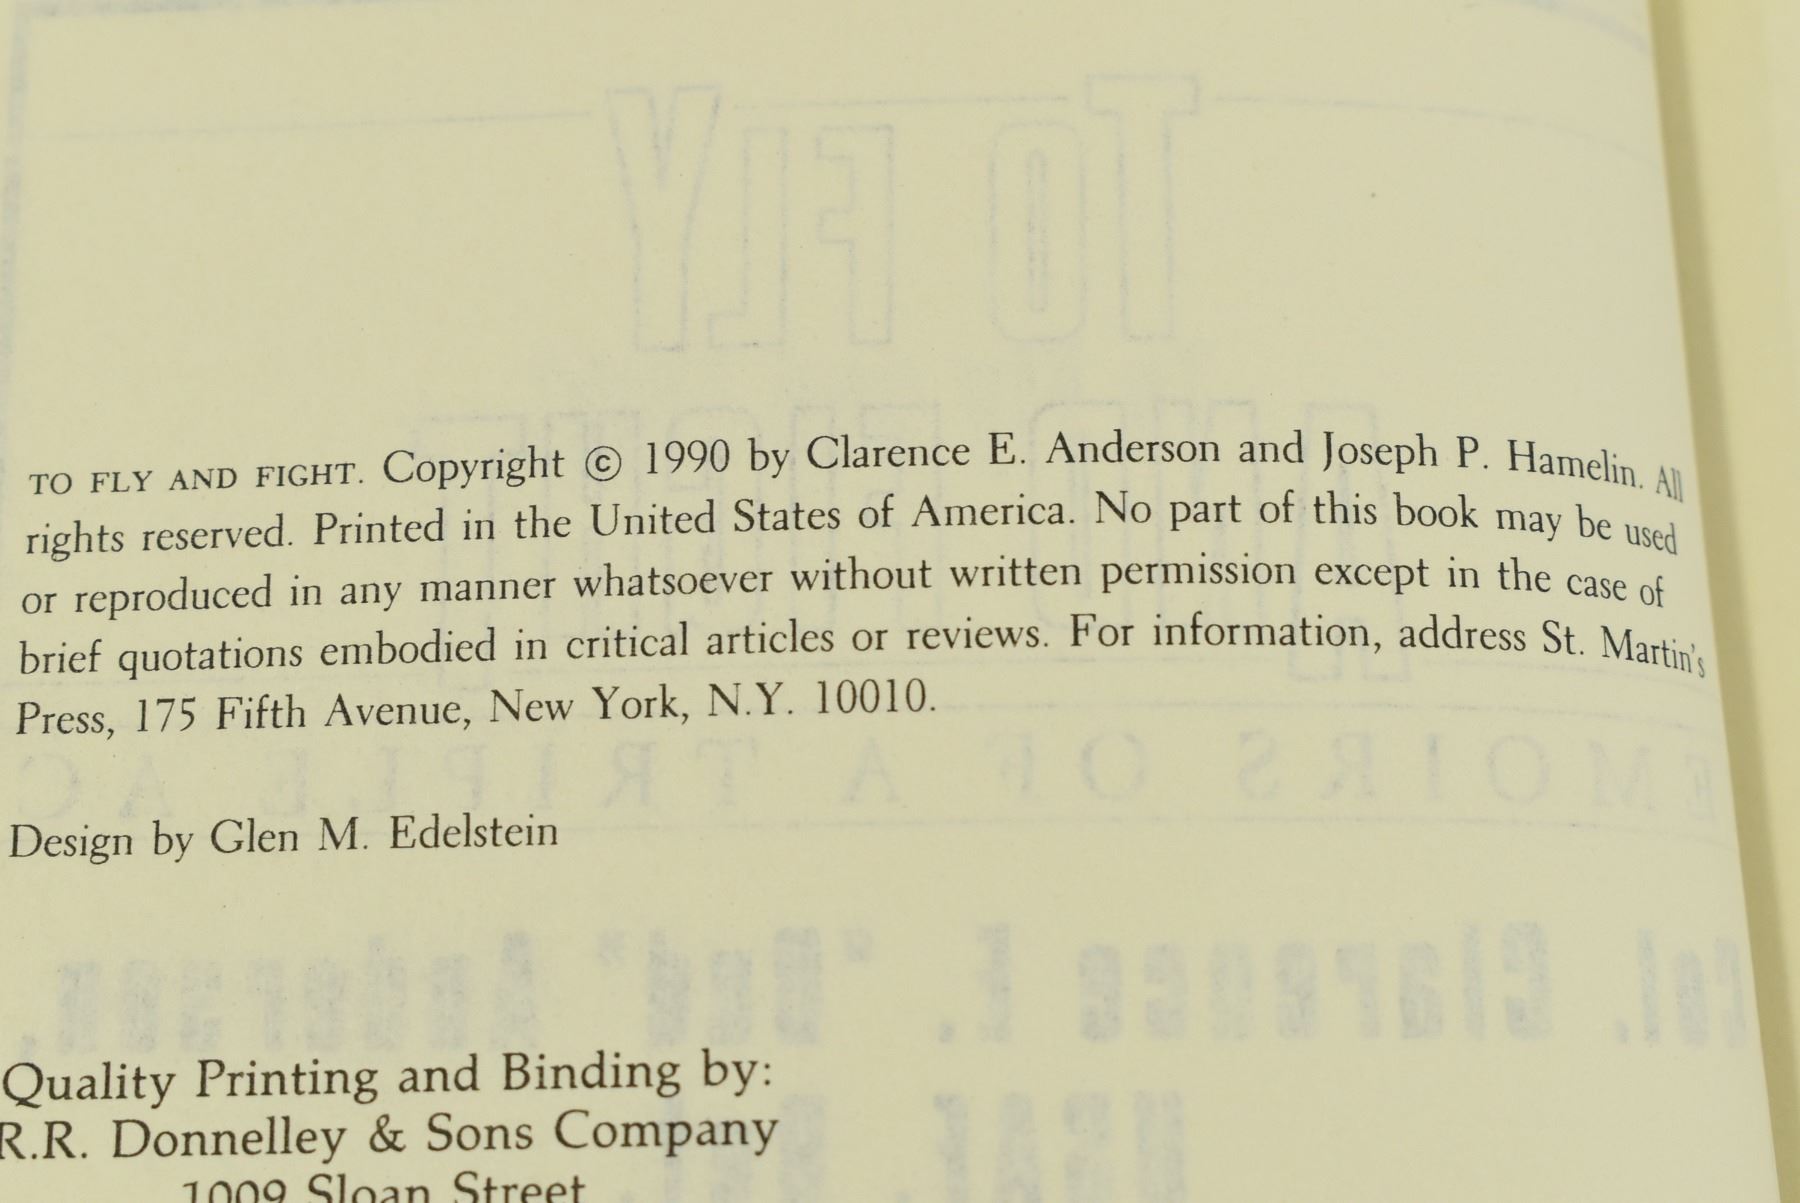 TO FLY AND FIGHT. Copyright © 1990 by Clarence E. Anderson and Joseph P. Hamelin. All
rights reserved. Printed in the United States of America. No part of this book may be used
or reproduced in any manner whatsoever without written permission except in the case of
brief quotations embodied in critical articles or reviews. For information, address St. Martin's
Press, 175 Fifth Avenue, New York, N.Y. 10010.
Design by Glen M. Edelstein
Quality Printing and Binding by:
R.R. Donnelley & Sons Company
1009 Sloan Street